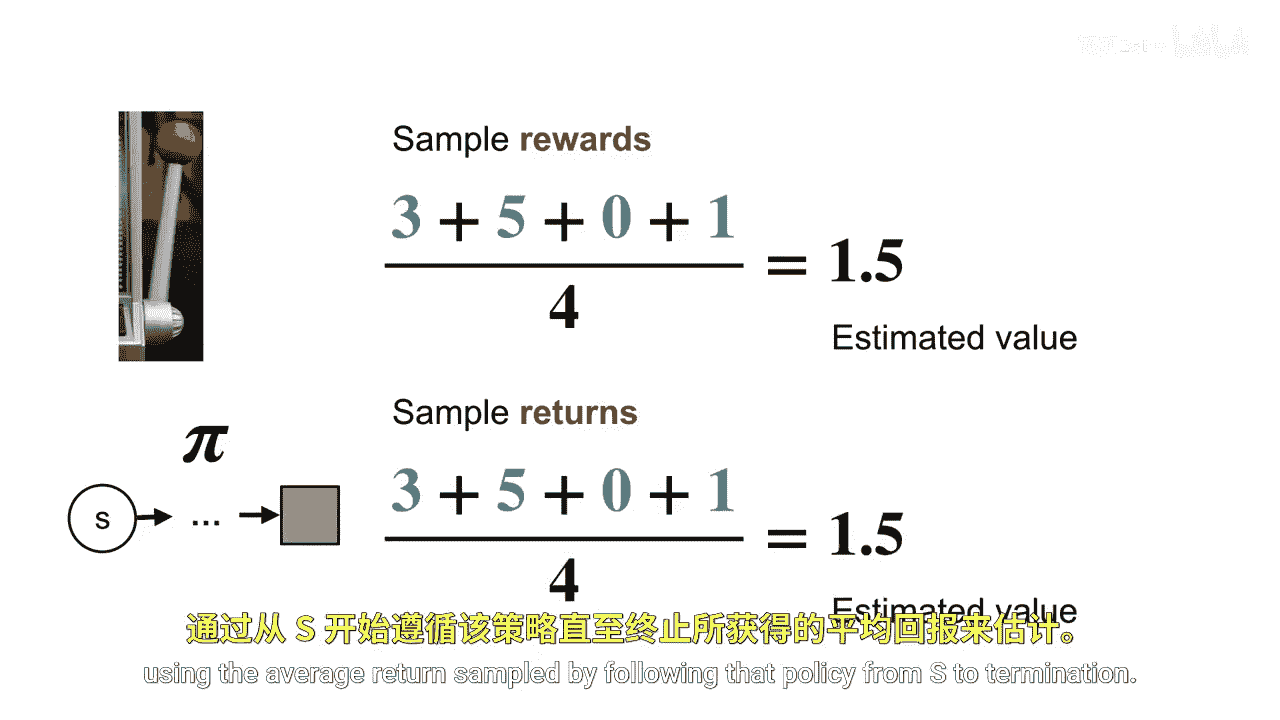 Sample rewards
3 + 5 + 0 + 1
4
= 1.5
Estimated value
Sample returns
π
3 + 5 + 0 + 1
s
...
4
= 1.5
Estimated value
通过从 S 开始遵循该策略直至终止所获得的平均回报来估计。
using the average return sampled by following that policy from S to termination.